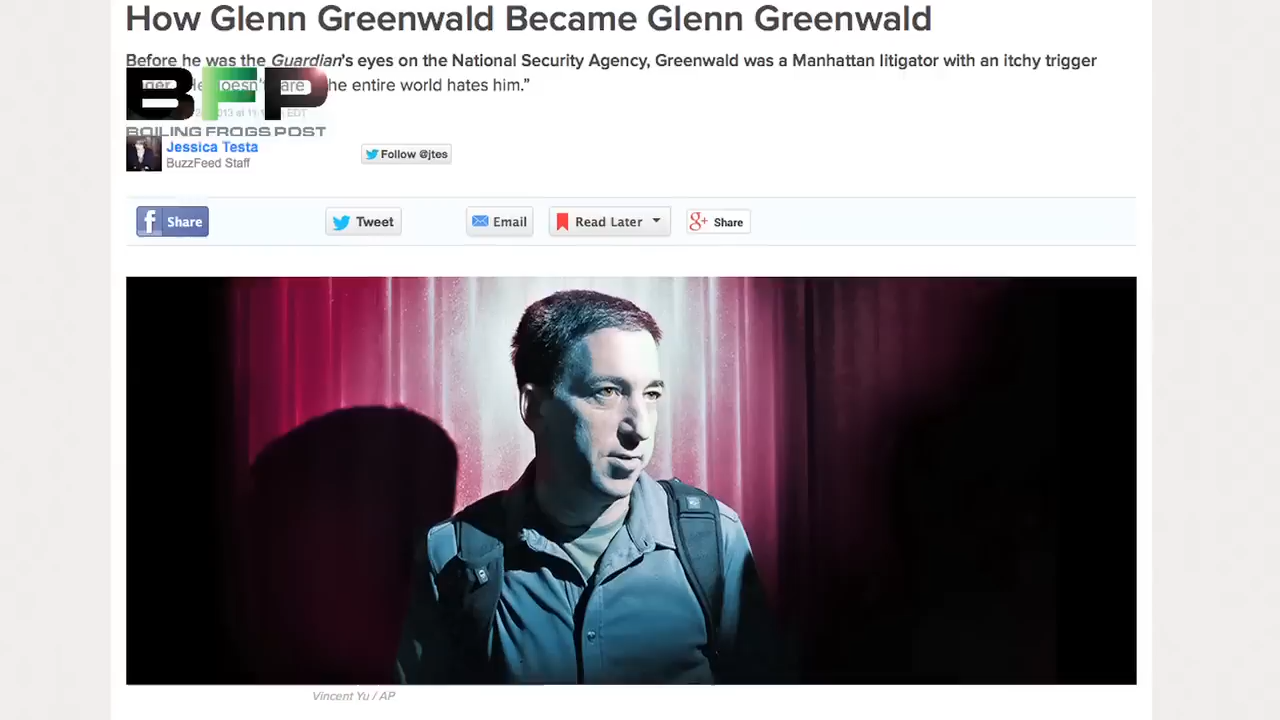 How Glenn Greenwald Became Glenn Greenwald
Before he was the Guardian's eyes on the National Security Agency, Greenwald was a Manhattan litigator with an itchy trigger
he entire world hates him.”
BFP
BOILING FROGS POST
Jessica Testa
BuzzFeed Staff
Follow @jtes
Share
Tweet
Email
Read Later
g+ Share
Vincent Yu / AP